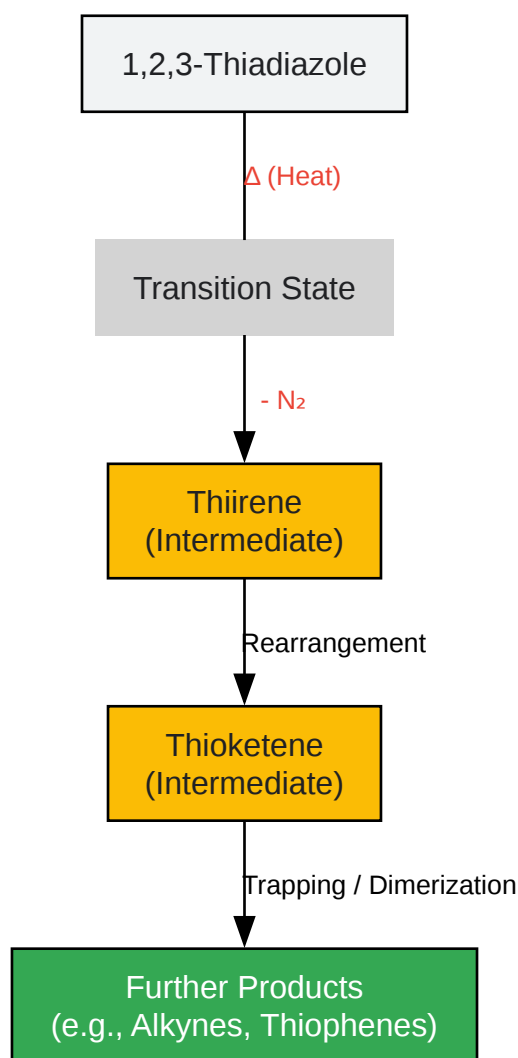 1,2,3-Thiadiazole
Δ (Heat)
Transition State
- N₂
Thiirene
(Intermediate)
Rearrangement
Thioketene
(Intermediate)
Trapping / Dimerization
Further Products
(e.g., Alkynes, Thiophenes)